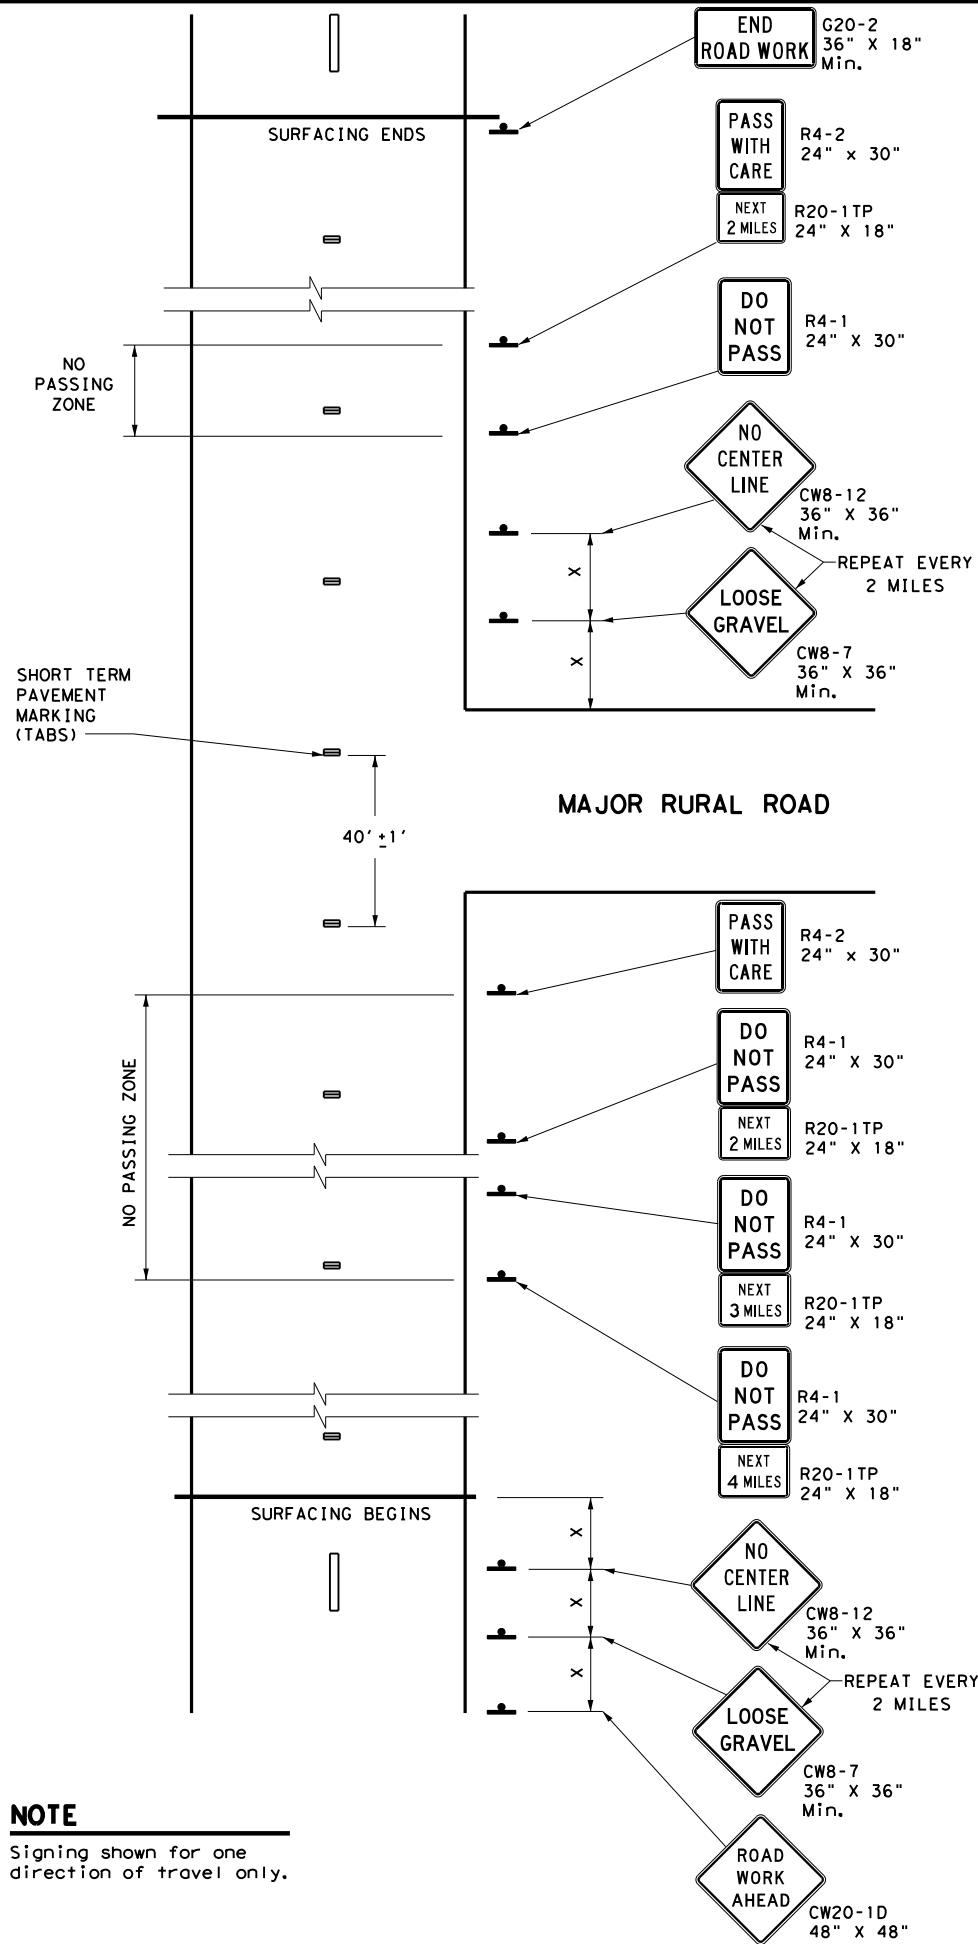 END
ROAD WORK
G20-2
36" X 18"
Min.
SURFACING ENDS
PASS
WITH
CARE
R4-2
24" x 30"
NEXT
2 MILES
R20-1TP
24" X 18"
NO
PASSING
ZONE
DO
NOT
PASS
R4-1
24" X 30"
NO
CENTER
LINE
CW8-12
36" X 36"
Min.
X
REPEAT EVERY
2 MILES
LOOSE
GRAVEL
CW8-7
36" X 36"
Min.
X
SHORT TERM
PAVEMENT
MARKING
(TABS)
MAJOR RURAL ROAD
40' ±1'
PASS
WITH
CARE
R4-2
24" x 30"
NO PASSING ZONE
DO
NOT
PASS
R4-1
24" X 30"
NEXT
2 MILES
R20-1TP
24" X 18"
DO
NOT
PASS
R4-1
24" X 30"
NEXT
3 MILES
R20-1TP
24" X 18"
DO
NOT
PASS
R4-1
24" X 30"
NEXT
4 MILES
R20-1TP
24" X 18"
SURFACING BEGINS
X
NO
CENTER
LINE
CW8-12
36" X 36"
Min.
X
REPEAT EVERY
2 MILES
X
LOOSE
GRAVEL
CW8-7
36" X 36"
Min.
NOTE
Signing shown for one
direction of travel only.
ROAD
WORK
AHEAD
CW20-1D
48" X 48"